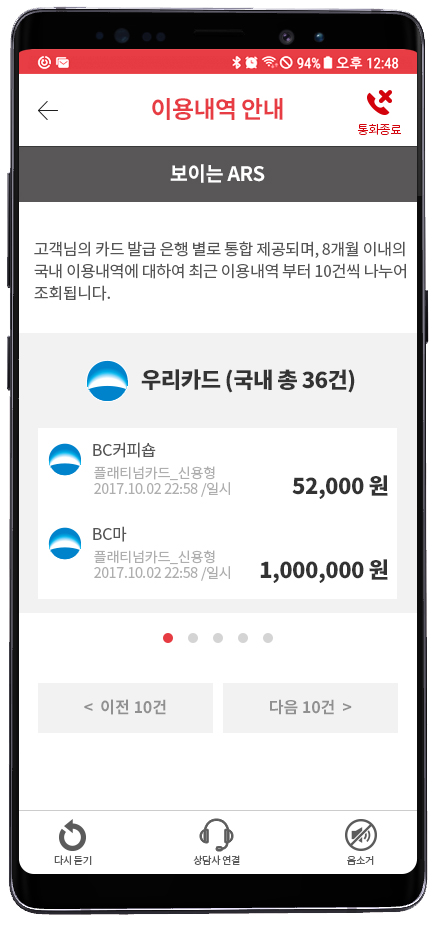 94% 오후 12:48
이용내역 안내
통화종료
보이는 ARS
고객님의 카드 발급 은행 별로 통합 제공되며, 8개월 이내의
국내 이용내역에 대하여 최근 이용내역 부터 10건씩 나누어
조회됩니다.
우리카드 (국내 총 36건)
BC커피숍
플래티넘카드_신용형
2017.10.02 22:58 /일시
52,000 원
BC마
플래티넘카드_신용형
2017.10.02 22:58 /일시
1,000,000 원
< 이전 10건
다음 10건 >
다시 듣기
상담사 연결
음소거